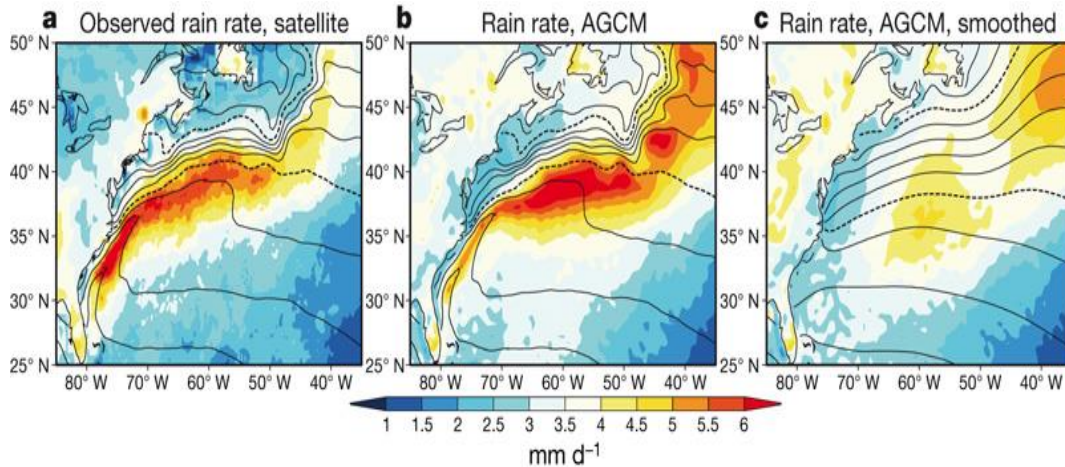 a Observed rain rate, satellite
b Rain rate, AGCM
c Rain rate, AGCM, smoothed
50° N 50° N 50° N
45° N 45° N 45° N
40° N 40° N 40° N
35° N 35° N 35° N
30° N 30° N 30° N
25° N 25° N 25° N
80° W 70° W 60° W 50° W 40° W 80° W 70° W 60° W 50° W 40° W 80° W 70° W 60° W 50° W 40° W
1 1.5 2 2.5 3 3.5 4 4.5 5 5.5 6
mm d⁻¹